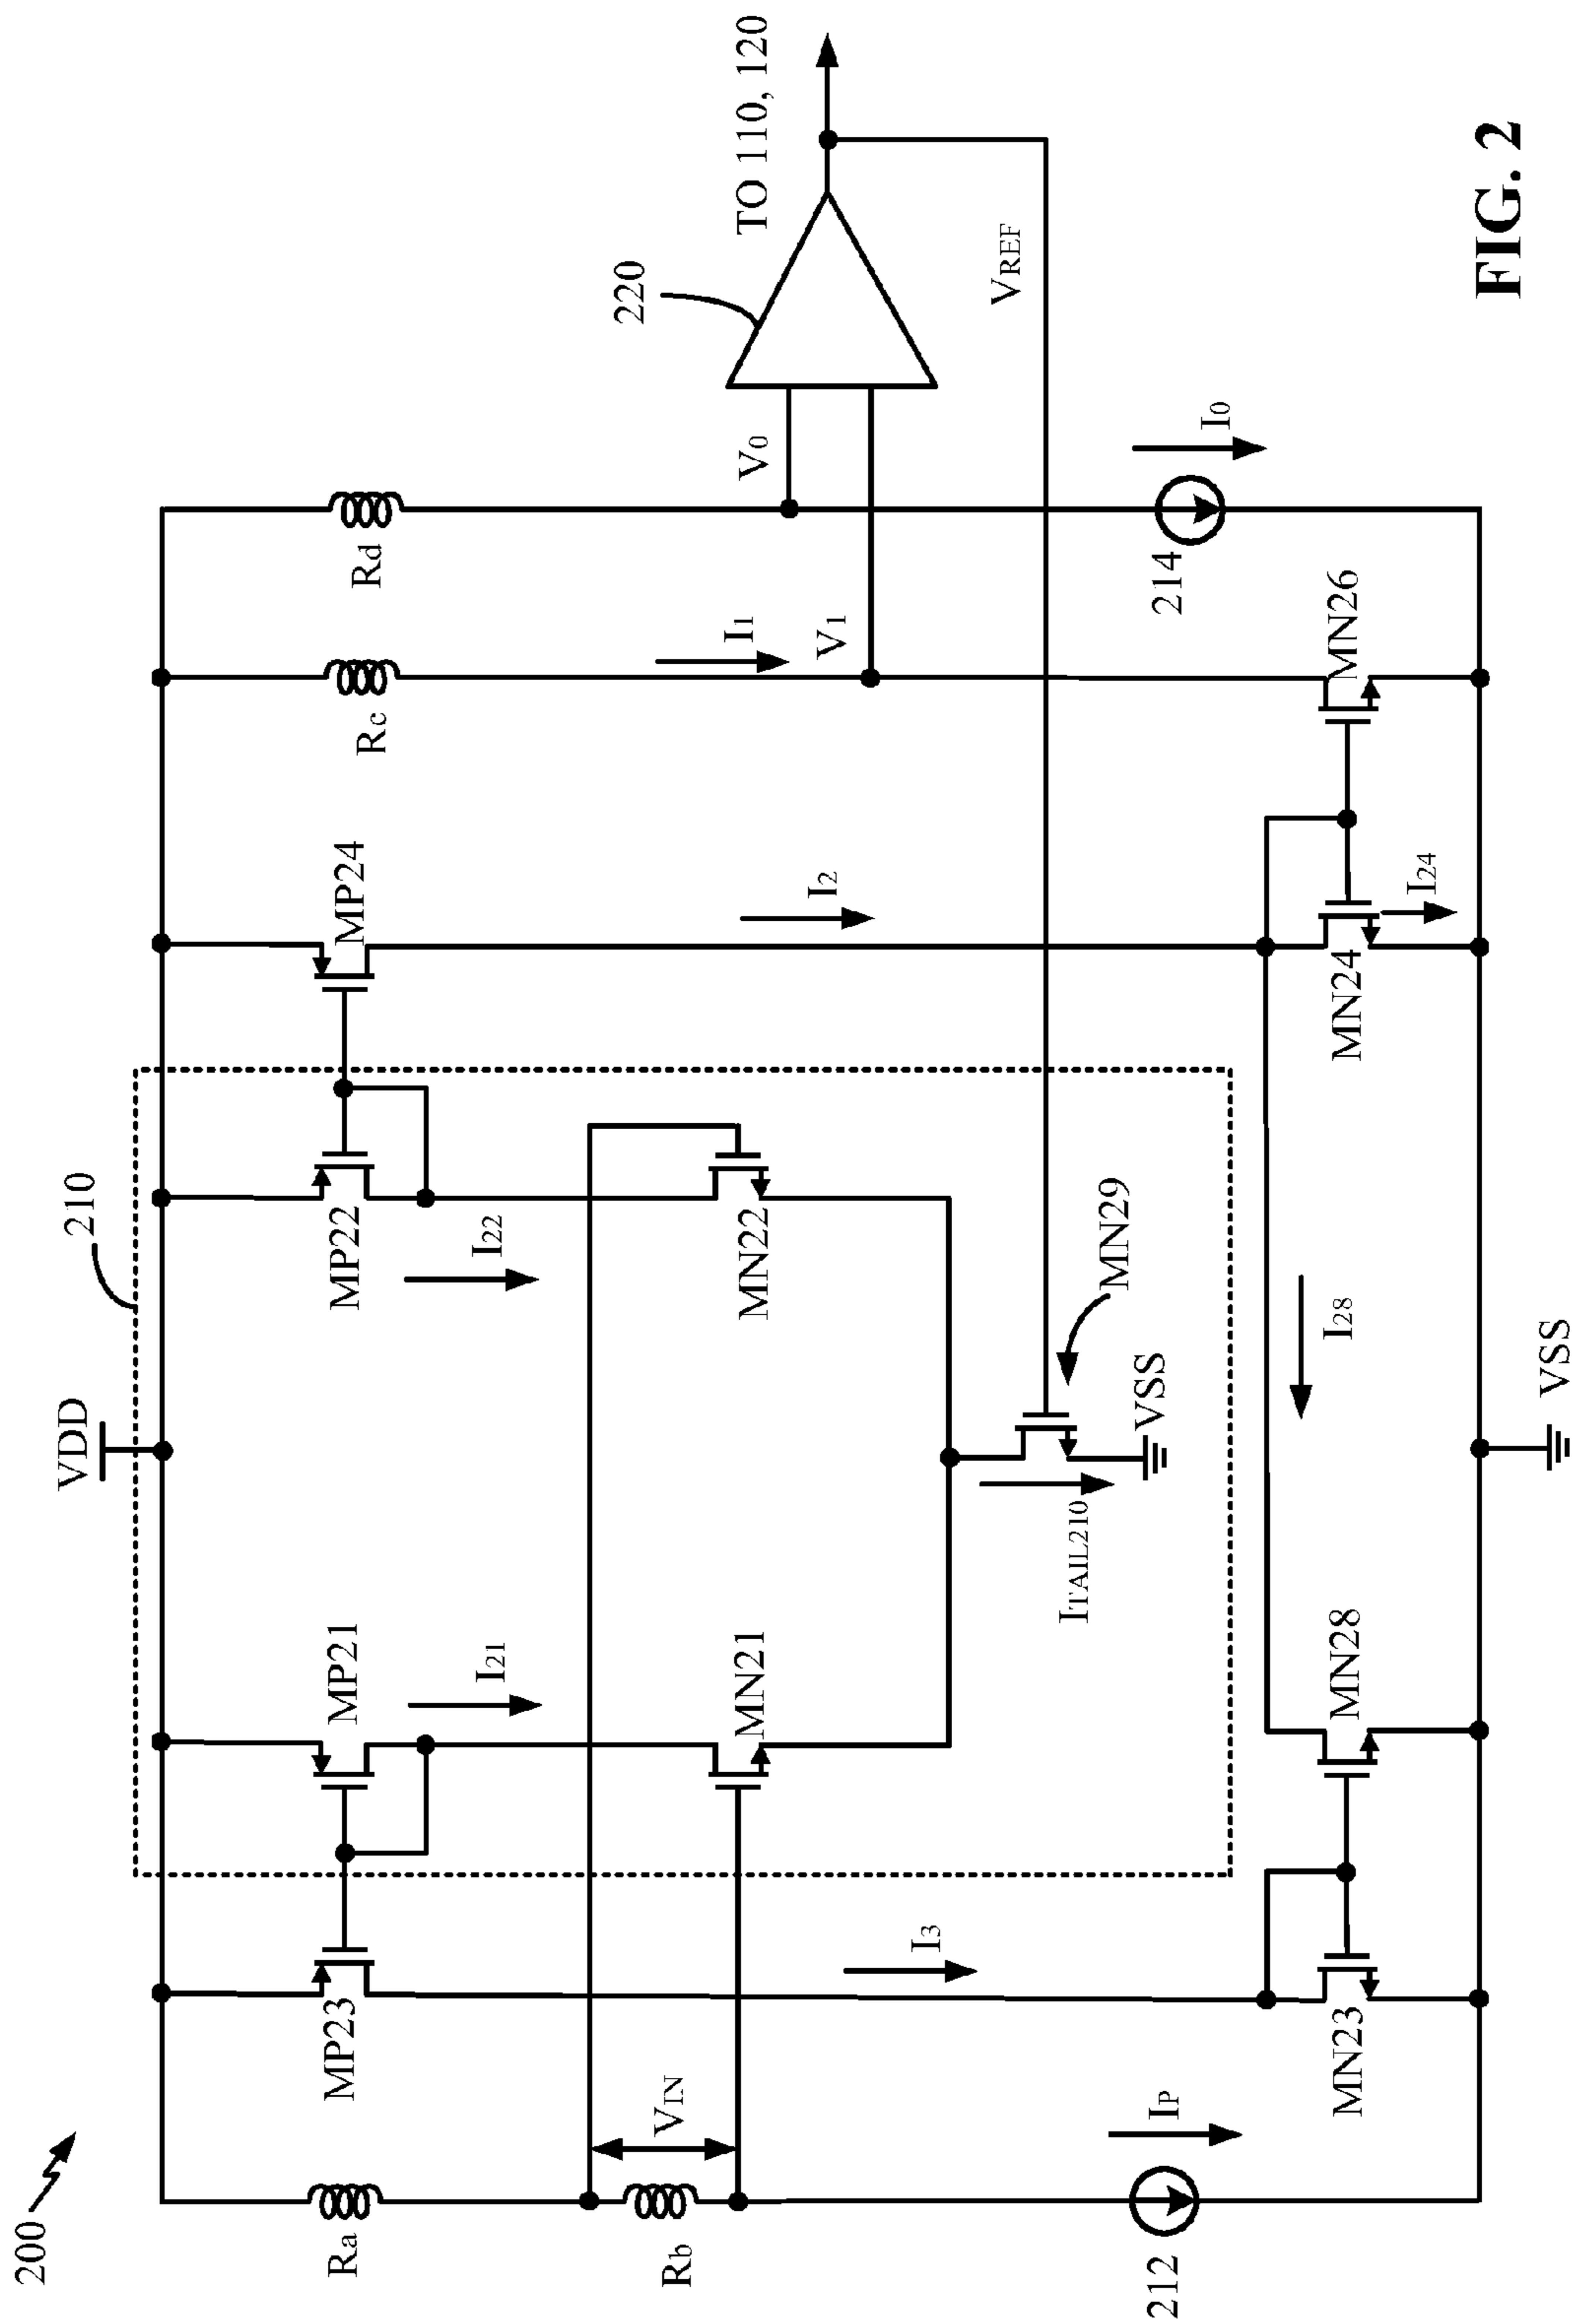 200
VDD
210
Ra
MP23
MP21
MP22
MP24
Rc
Rd
220
TO 110, 120
I21
I22
Rb
VIN
MN21
MN22
I3
I2
I1
V1
V0
VREF
ITAIL210
VSS
MN29
212
IP
214
I0
I28
MN23
MN28
MN24
I24
MN26
VSS
FIG. 2